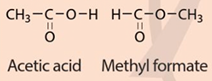 CH₃–C–O–H H–C–O–CH₃
O O
Acetic acid Methyl formate